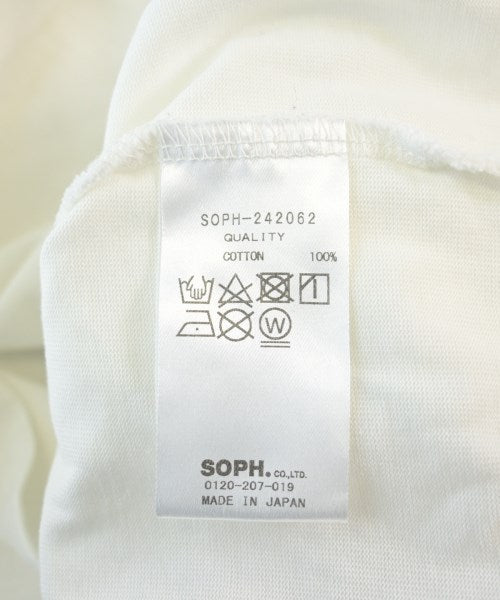 SOPH-242062
QUALITY
COTTON 100%
W
SOPH. CO.,LTD.
0120-207-019
MADE IN JAPAN